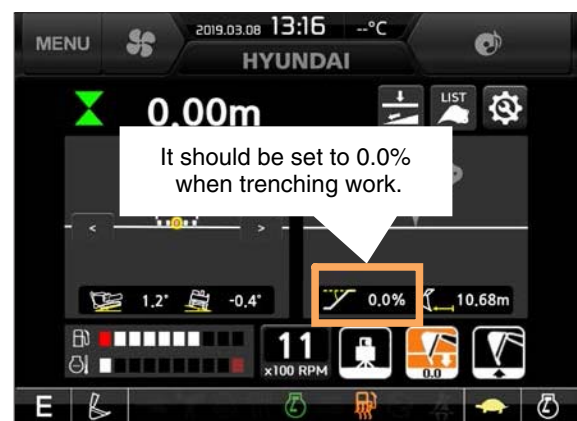 MENU
2019.03.08 13:16 --°C
HYUNDAI
0.00m
LIST
It should be set to 0.0%
when trenching work.
< >
1.2° -0.4° 0.0% 10.68m
11
x100 RPM
0.0
E